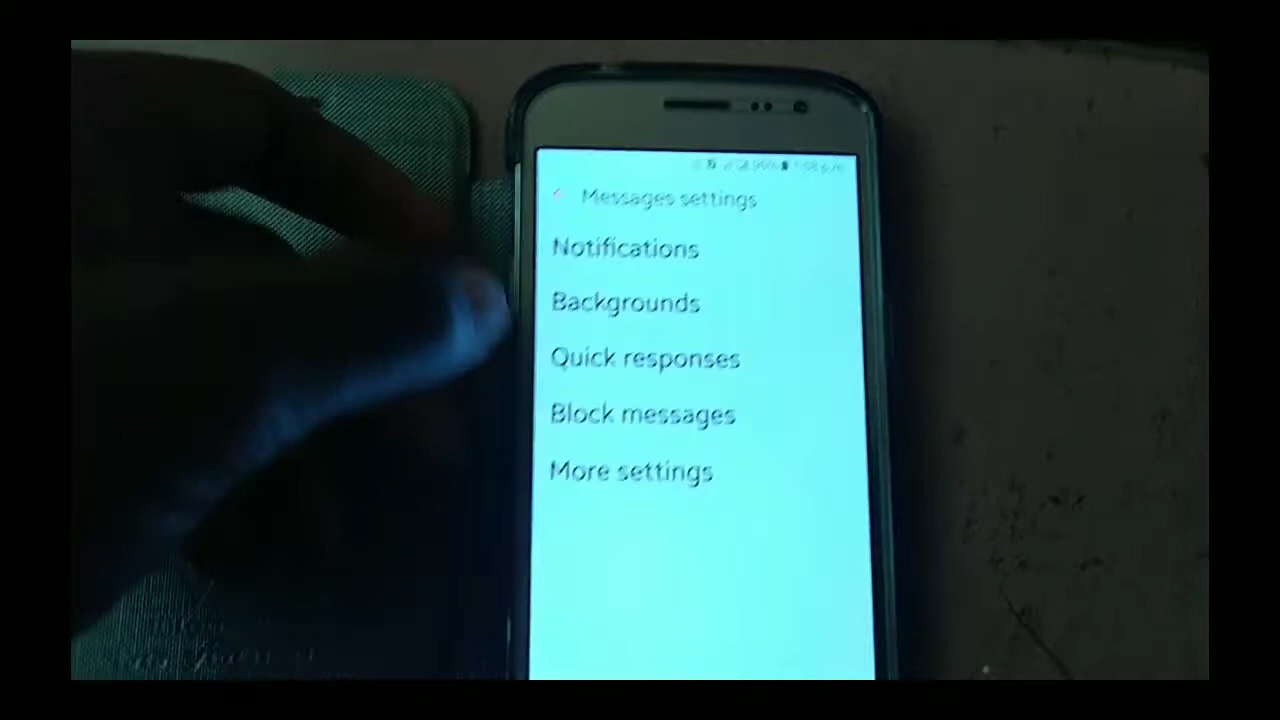 Messages settings
Notifications
Backgrounds
Quick responses
Block messages
More settings